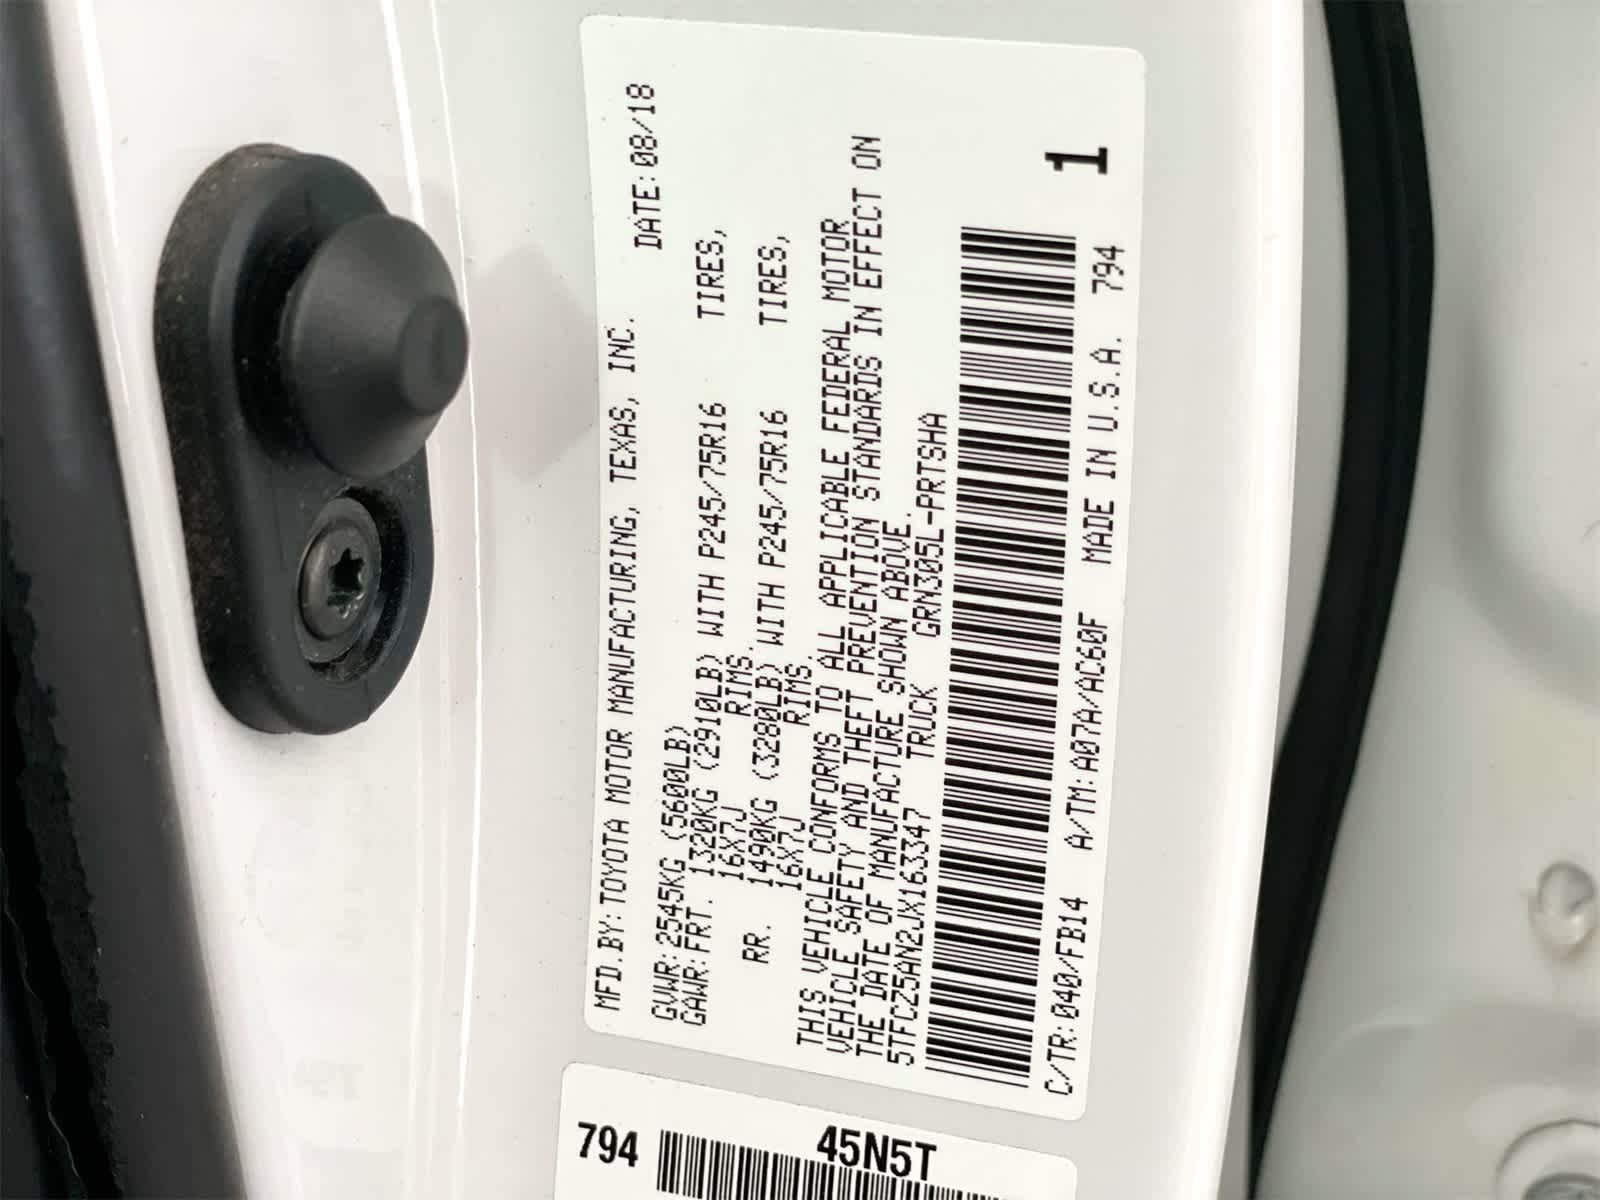 MFD.BY:TOYOTA MOTOR MANUFACTURING, TEXAS, INC. DATE:08/18
GVWR:2545KG (5600LB)
GAWR:FRT. 1320KG (2910LB) WITH P245/75R16 TIRES,
16X7J RIMS.
RR. 1490KG (3280LB) WITH P245/75R16 TIRES,
16X7J RIMS.
THIS VEHICLE CONFORMS TO ALL APPLICABLE FEDERAL MOTOR
VEHICLE SAFETY AND THEFT PREVENTION STANDARDS IN EFFECT ON
THE DATE OF MANUFACTURE SHOWN ABOVE.
5TFCZ5AN2JX163347 TRUCK GRN305L-PRTSHA
1
C/TR:040/FB14 A/TM:A07A/AC60F MADE IN U.S.A. 794
794 45N5T